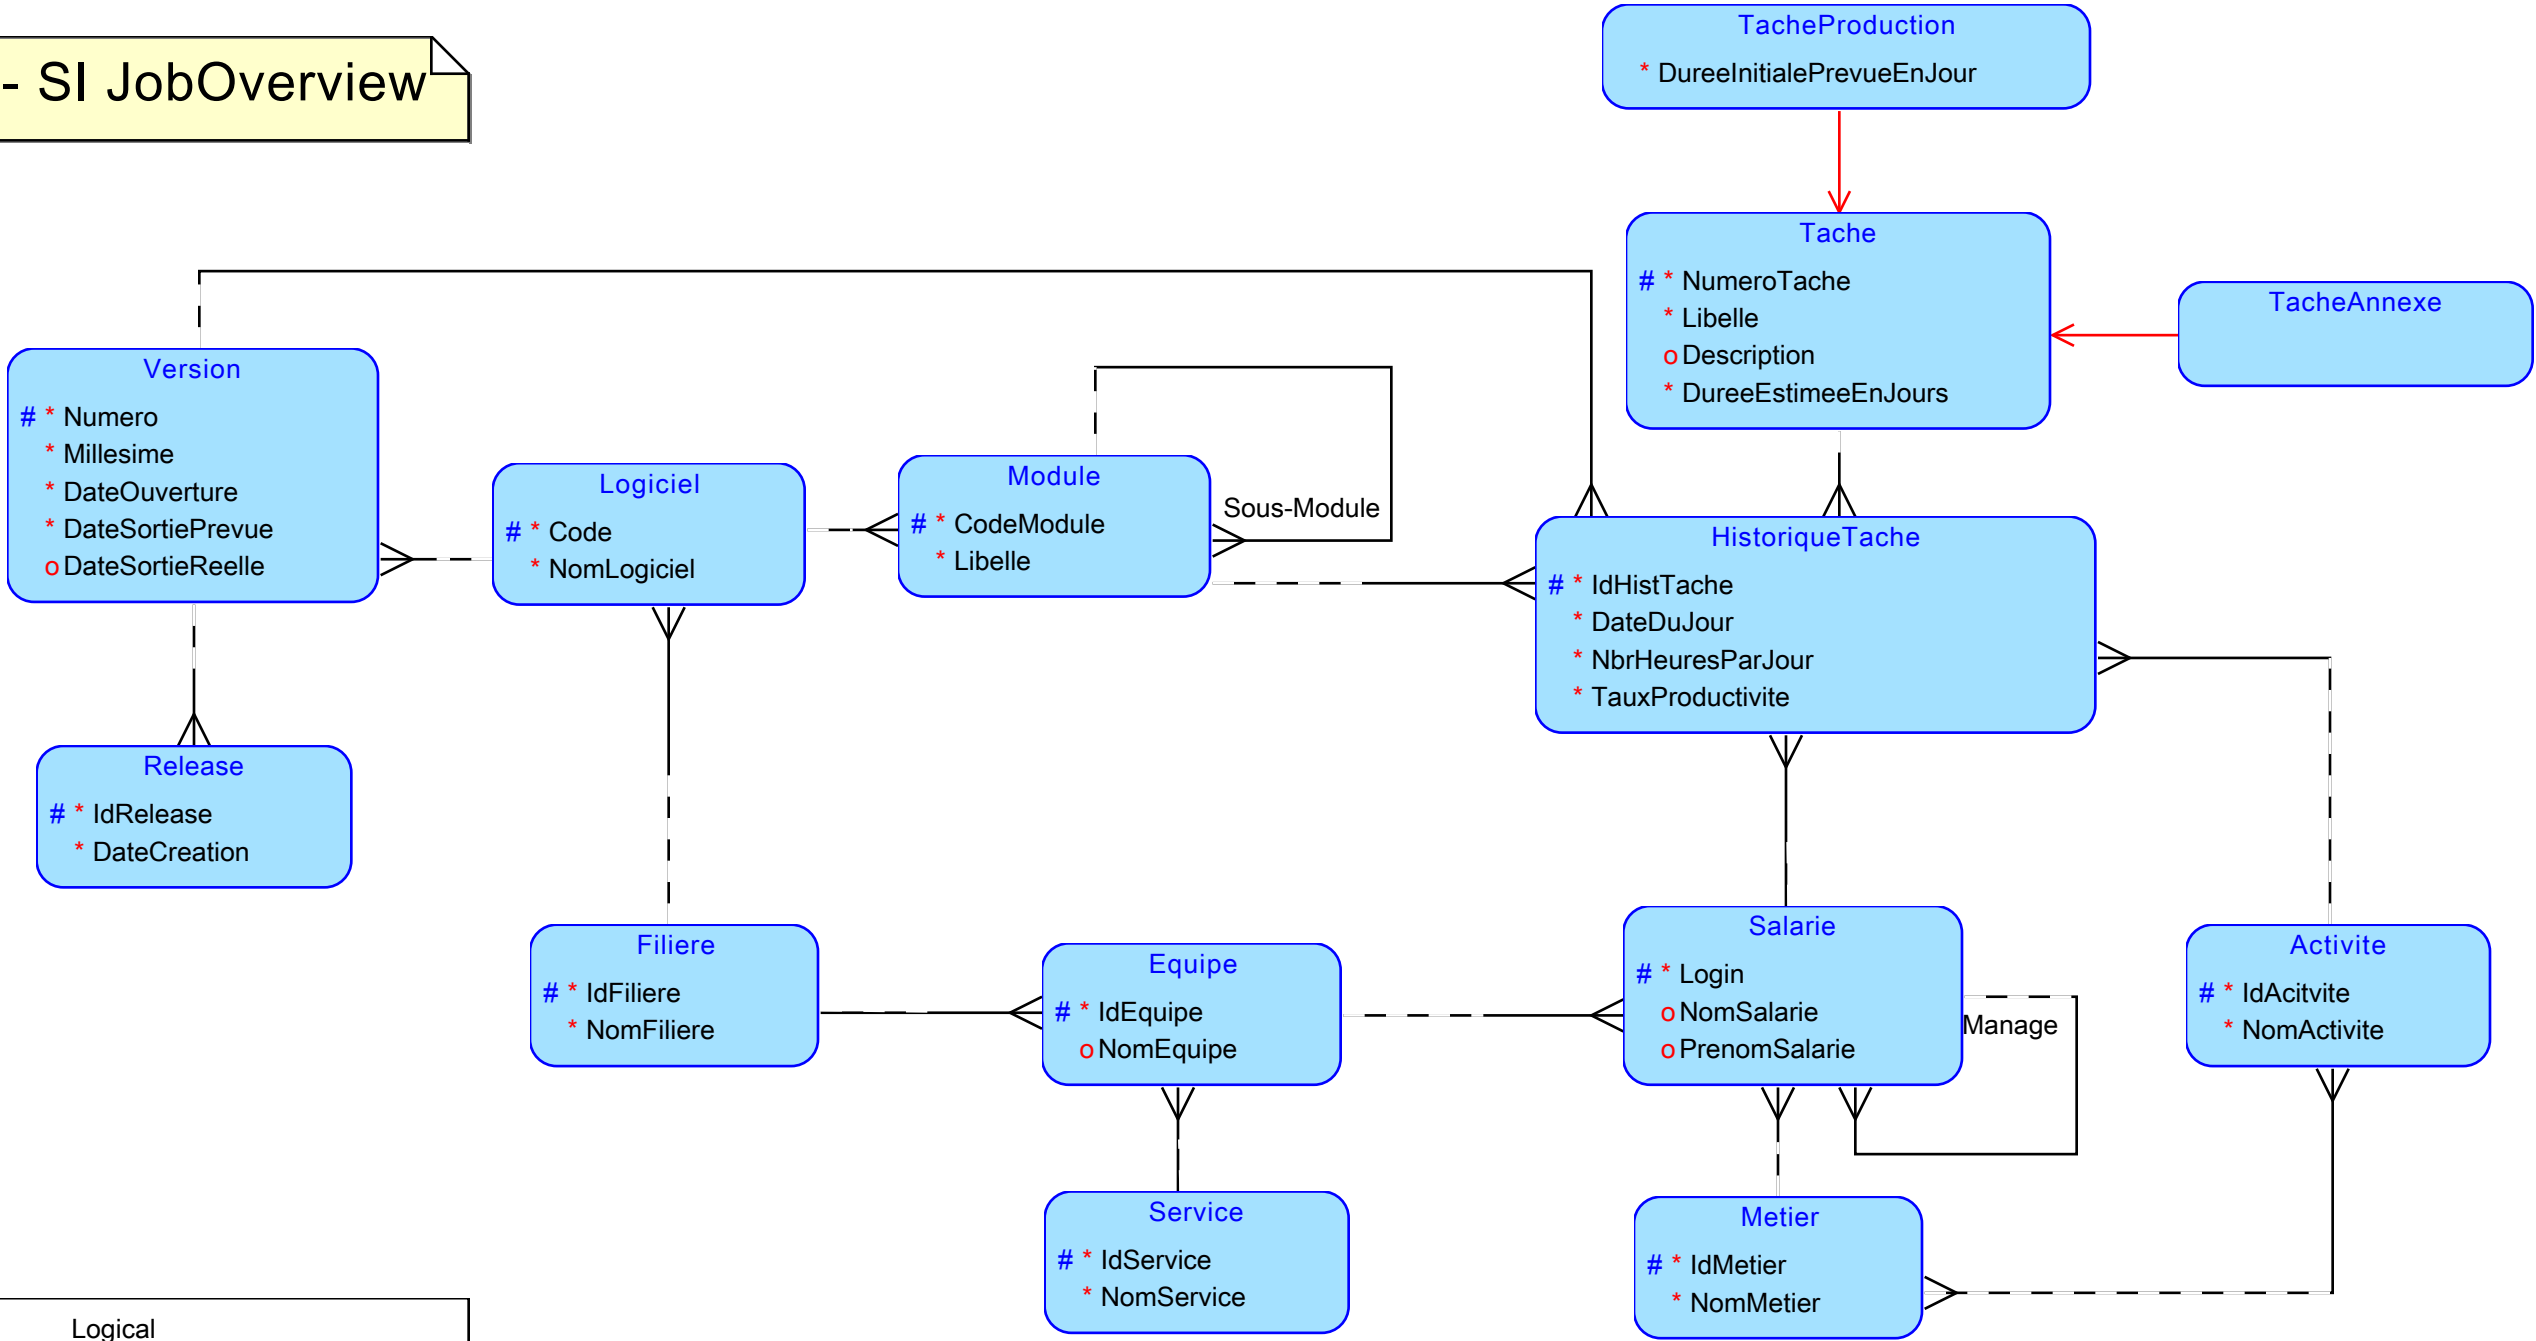 - SI JobOverview
TacheProduction
* DureeInitialePrevueEnJour
Tache
# * NumeroTache
* Libelle
o Description
* DureeEstimeeEnJours
TacheAnnexe
Version
# * Numero
* Millesime
* DateOuverture
* DateSortiePrevue
o DateSortieReelle
Logiciel
# * Code
* NomLogiciel
Module
# * CodeModule
* Libelle
Sous-Module
HistoriqueTache
# * IdHistTache
* DateDuJour
* NbrHeuresParJour
* TauxProductivite
Release
# * IdRelease
* DateCreation
Filiere
# * IdFiliere
* NomFiliere
Equipe
# * IdEquipe
o NomEquipe
Salarie
# * Login
o NomSalarie
o PrenomSalarie
Manage
Activite
# * IdAcitvite
* NomActivite
Service
# * IdService
* NomService
Metier
# * IdMetier
* NomMetier
Logical